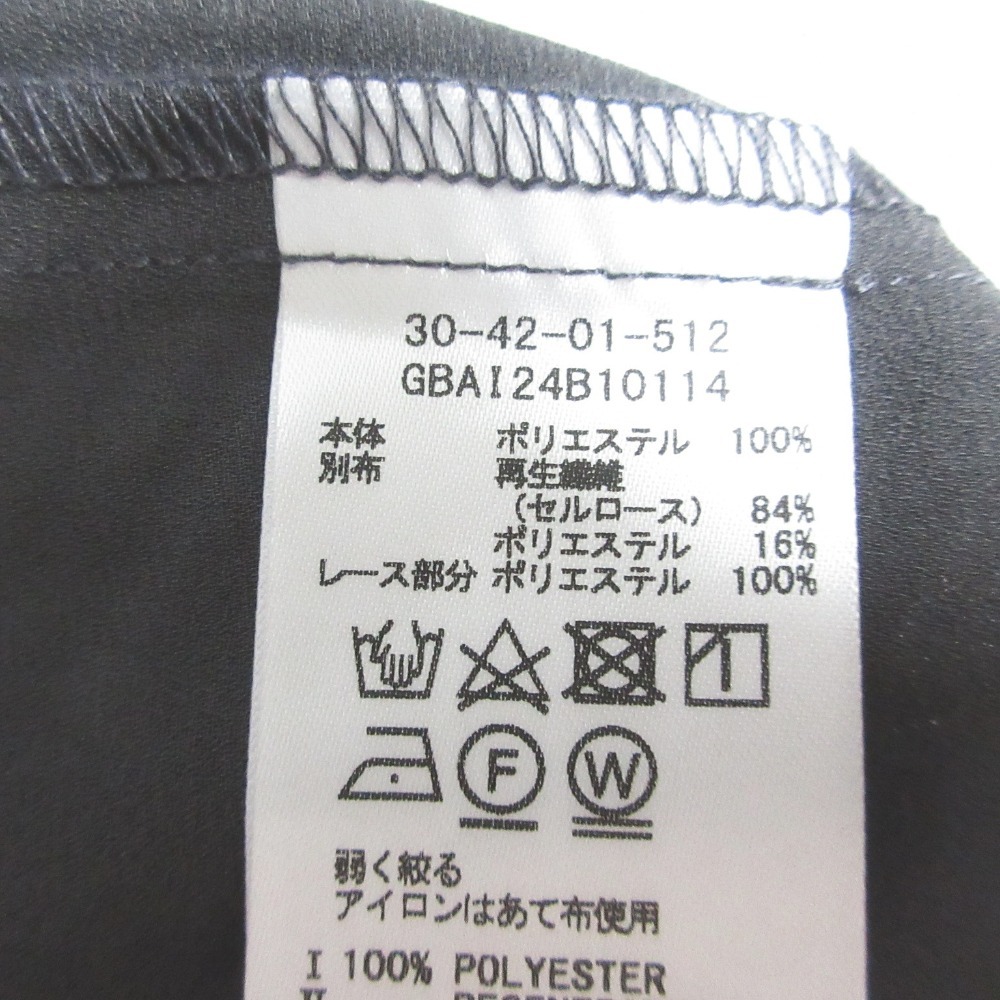 30-42-01-512
GBAI24B10114
本体 ポリエステル 100%
別布 再生繊維
(セルロース) 84%
ポリエステル 16%
レース部分 ポリエステル 100%
F W
弱く絞る
アイロンはあて布使用
I 100% POLYESTER